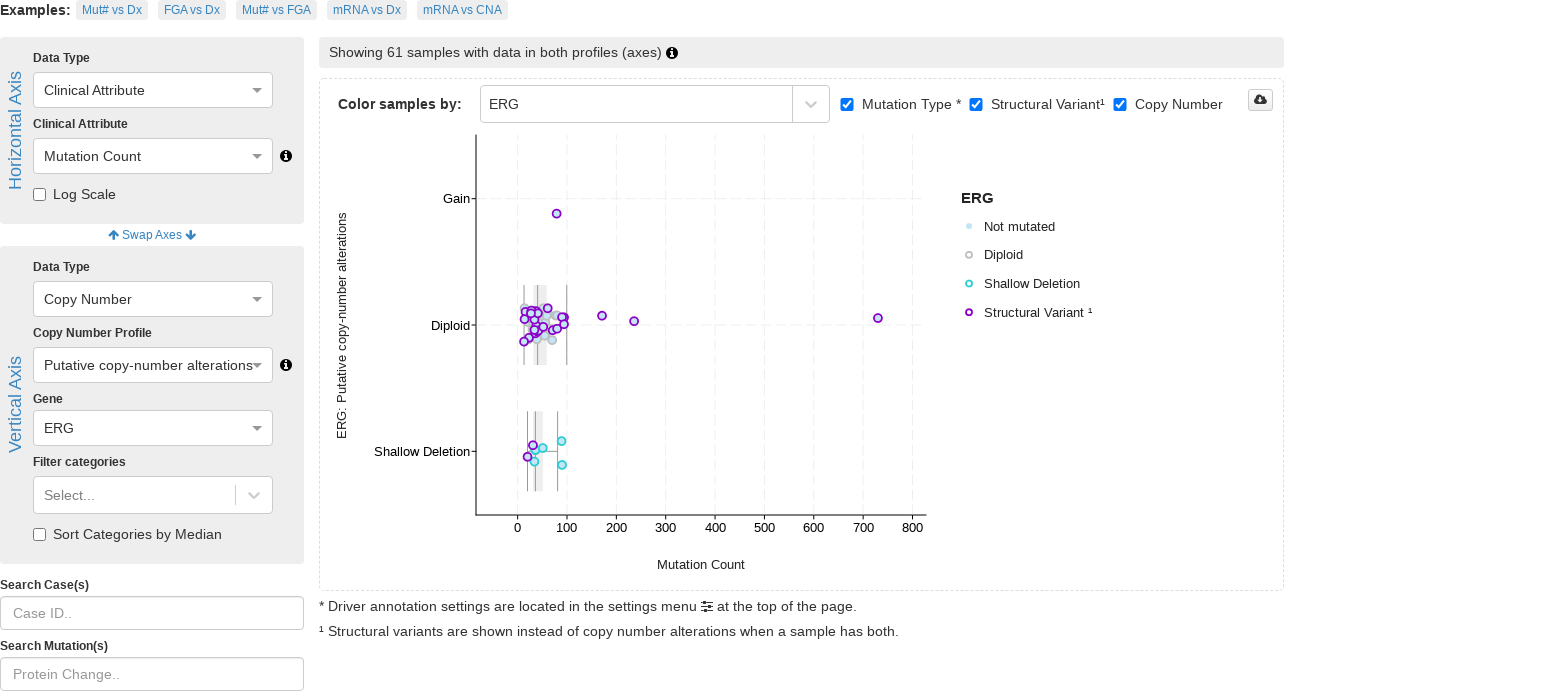 Examples: Mut# vs Dx FGA vs Dx Mut# vs FGA mRNA vs Dx mRNA vs CNA
Horizontal Axis
Data Type
Clinical Attribute
Clinical Attribute
Mutation Count
Log Scale
Swap Axes
Vertical Axis
Data Type
Copy Number
Copy Number Profile
Putative copy-number alterations
Gene
ERG
Filter categories
Select...
Sort Categories by Median
Search Case(s)
Case ID..
Search Mutation(s)
Protein Change..
Showing 61 samples with data in both profiles (axes)
Color samples by: ERG Mutation Type * Structural Variant¹ Copy Number
ERG: Putative copy-number alterations
Gain
Diploid
Shallow Deletion
0 100 200 300 400 500 600 700 800
Mutation Count
ERG
Not mutated
Diploid
Shallow Deletion
Structural Variant ¹
* Driver annotation settings are located in the settings menu at the top of the page.
¹ Structural variants are shown instead of copy number alterations when a sample has both.